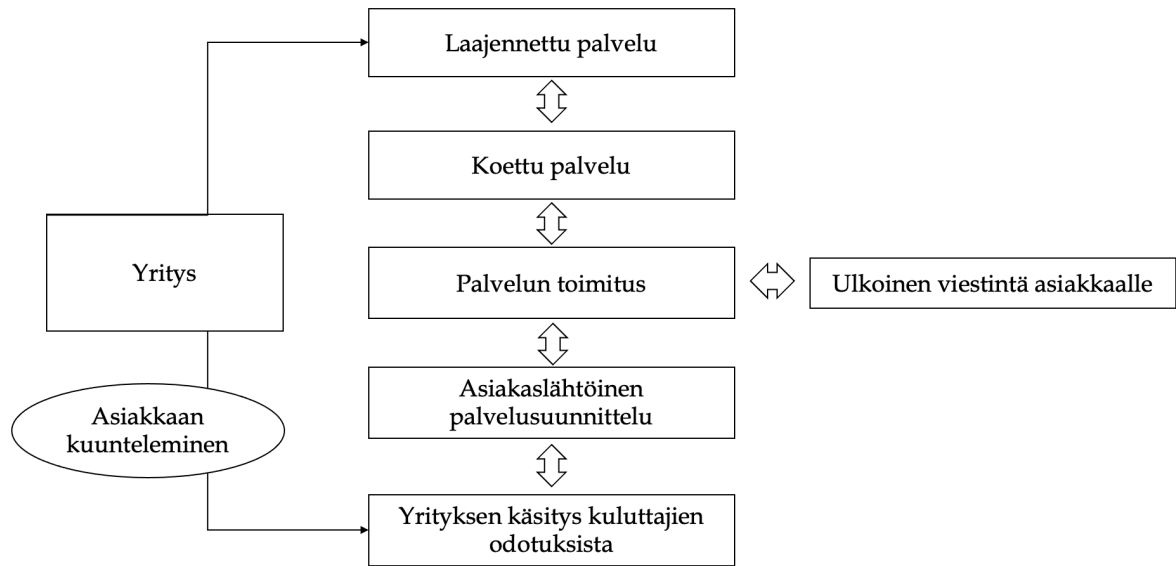 Laajennettu palvelu
Koettu palvelu
Yritys
Palvelun toimitus
Ulkoinen viestintä asiakkaalle
Asiakaslähtöinen
palvelusuunnittelu
Asiakkaan
kuunteleminen
Yrityksen käsitys kuluttajien
odotuksista